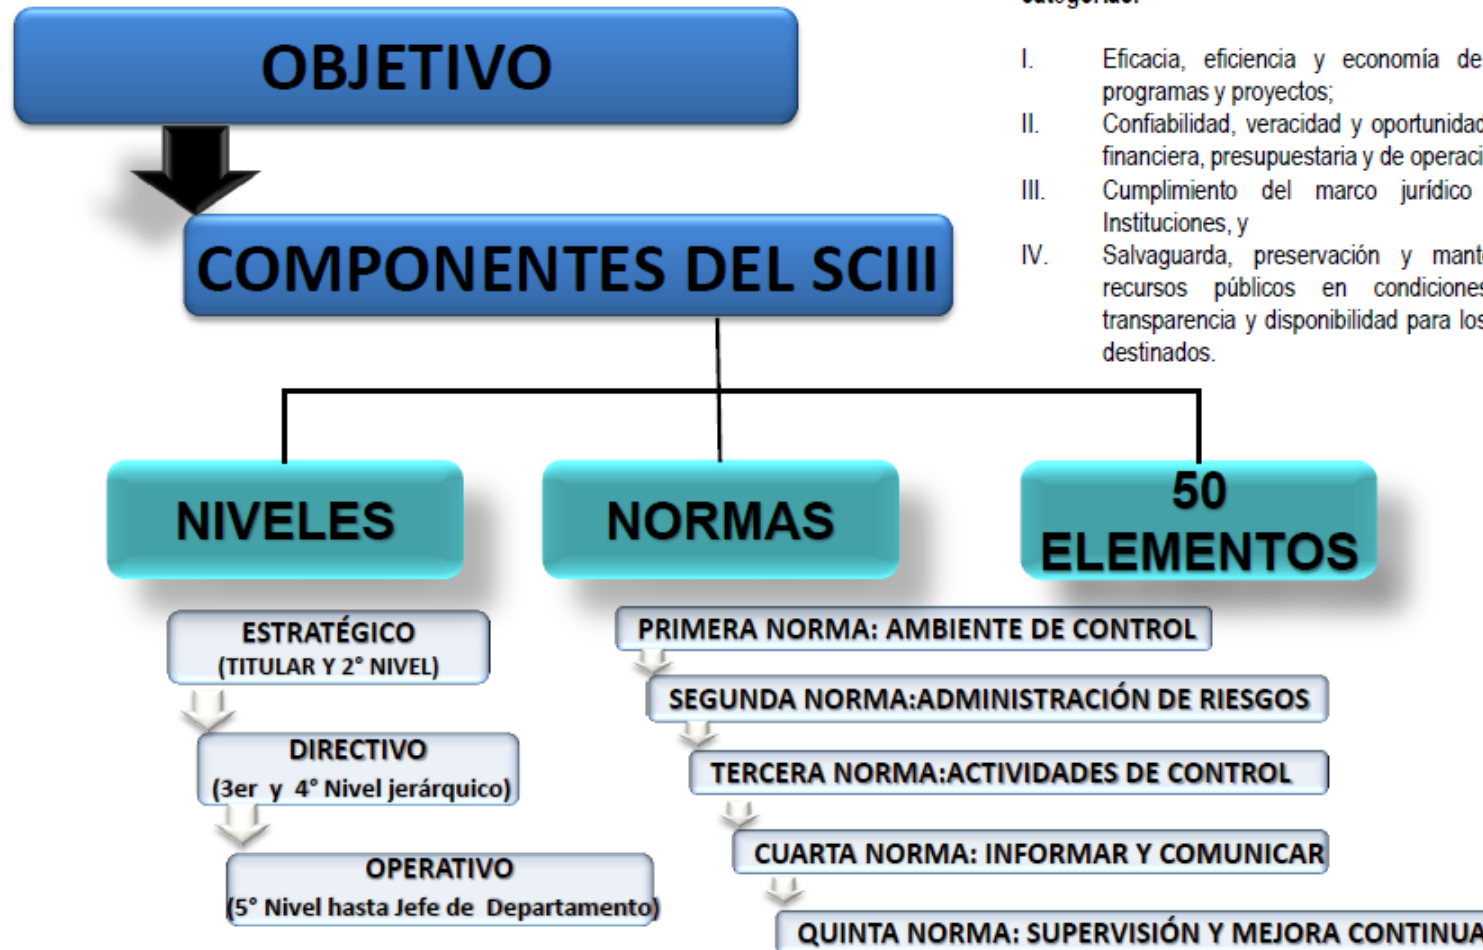 OBJETIVO
categorías:
I. Eficacia, eficiencia y economía de
programas y proyectos;
II. Confiabilidad, veracidad y oportunidad
financiera, presupuestaria y de operaci
III. Cumplimiento del marco jurídico
Instituciones, y
IV. Salvaguarda, preservación y mant
recursos públicos en condiciones
transparencia y disponibilidad para los
destinados.
COMPONENTES DEL SCIII
NIVELES
NORMAS
50
ELEMENTOS
ESTRATÉGICO
(TITULAR Y 2° NIVEL)
DIRECTIVO
(3er y 4° Nivel jerárquico)
OPERATIVO
(5° Nivel hasta Jefe de Departamento)
PRIMERA NORMA: AMBIENTE DE CONTROL
SEGUNDA NORMA:ADMINISTRACIÓN DE RIESGOS
TERCERA NORMA:ACTIVIDADES DE CONTROL
CUARTA NORMA: INFORMAR Y COMUNICAR
QUINTA NORMA: SUPERVISIÓN Y MEJORA CONTINUA